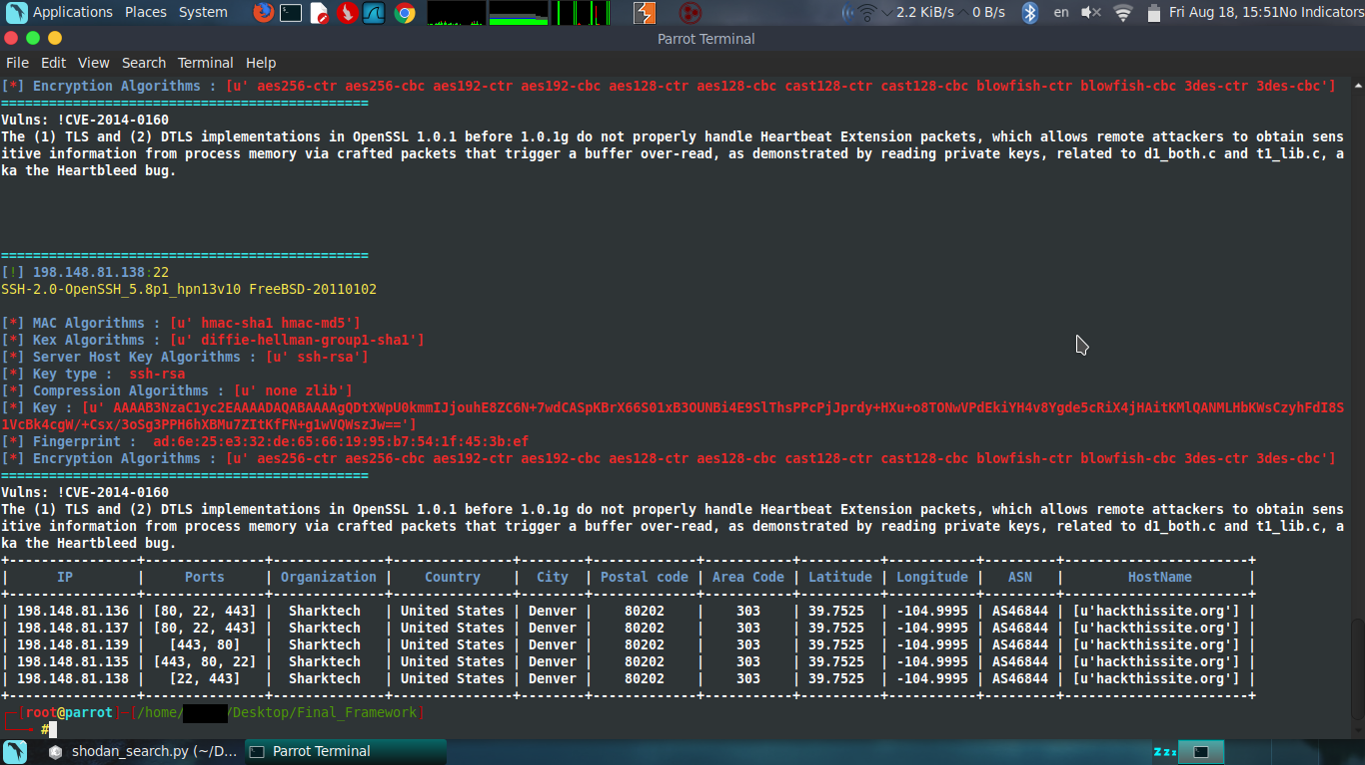 Applications Places System 2.2 KiB/s 0 B/s en Fri Aug 18, 15:51No Indicators
Parrot Terminal
File Edit View Search Terminal Help
[*] Encryption Algorithms : [u' aes256-ctr aes256-cbc aes192-ctr aes192-cbc aes128-ctr aes128-cbc cast128-ctr cast128-cbc blowfish-ctr blowfish-cbc 3des-ctr 3des-cbc']
==============================================
Vulns: !CVE-2014-0160
The (1) TLS and (2) DTLS implementations in OpenSSL 1.0.1 before 1.0.1g do not properly handle Heartbeat Extension packets, which allows remote attackers to obtain sens
itive information from process memory via crafted packets that trigger a buffer over-read, as demonstrated by reading private keys, related to d1_both.c and t1_lib.c, a
ka the Heartbleed bug.
==============================================
[!] 198.148.81.138:22
SSH-2.0-OpenSSH_5.8p1_hpn13v10 FreeBSD-20110102
[*] MAC Algorithms : [u' hmac-sha1 hmac-md5']
[*] Kex Algorithms : [u' diffie-hellman-group1-sha1']
[*] Server Host Key Algorithms : [u' ssh-rsa']
[*] Key type :  ssh-rsa
[*] Compression Algorithms : [u' none zlib']
[*] Key : [u' AAAAB3NzaC1yc2EAAAADAQABAAAAgQDtXWpU0kmmIJjouhE8ZC6N+7wdCASpKBrX66S01xB3OUNBi4E9SlThsPPcPjJprdy+HXu+o8TONwVPdEkiYH4v8Ygde5cRiX4jHAitKMlQANMLHbKWsCzyhFdI8S
1VcBk4cgW/+Csx/3oSg3PPH6hXBMu7ZItKfFN+g1wVQWszJw==']
[*] Fingerprint :  ad:6e:25:e3:32:de:65:66:19:95:b7:54:1f:45:3b:ef
[*] Encryption Algorithms : [u' aes256-ctr aes256-cbc aes192-ctr aes192-cbc aes128-ctr aes128-cbc cast128-ctr cast128-cbc blowfish-ctr blowfish-cbc 3des-ctr 3des-cbc']
==============================================
Vulns: !CVE-2014-0160
The (1) TLS and (2) DTLS implementations in OpenSSL 1.0.1 before 1.0.1g do not properly handle Heartbeat Extension packets, which allows remote attackers to obtain sens
itive information from process memory via crafted packets that trigger a buffer over-read, as demonstrated by reading private keys, related to d1_both.c and t1_lib.c, a
ka the Heartbleed bug.
+----------------+---------------+--------------+---------------+--------+-------------+-----------+----------+-----------+---------+-----------------------+
| IP | Ports | Organization | Country | City | Postal code | Area Code | Latitude | Longitude | ASN | HostName |
+----------------+---------------+--------------+---------------+--------+-------------+-----------+----------+-----------+---------+-----------------------+
| 198.148.81.136 | [80, 22, 443] | Sharktech | United States | Denver | 80202 | 303 | 39.7525 | -104.9995 | AS46844 | [u'hackthissite.org'] |
| 198.148.81.137 | [80, 22, 443] | Sharktech | United States | Denver | 80202 | 303 | 39.7525 | -104.9995 | AS46844 | [u'hackthissite.org'] |
| 198.148.81.139 | [443, 80] | Sharktech | United States | Denver | 80202 | 303 | 39.7525 | -104.9995 | AS46844 | [u'hackthissite.org'] |
| 198.148.81.135 | [443, 80, 22] | Sharktech | United States | Denver | 80202 | 303 | 39.7525 | -104.9995 | AS46844 | [u'hackthissite.org'] |
| 198.148.81.138 | [22, 443] | Sharktech | United States | Denver | 80202 | 303 | 39.7525 | -104.9995 | AS46844 | [u'hackthissite.org'] |
+----------------+---------------+--------------+---------------+--------+-------------+-----------+----------+-----------+---------+-----------------------+
[root@parrot]-[/home/ /Desktop/Final_Framework]
#
shodan_search.py (~/D... Parrot Terminal zzz